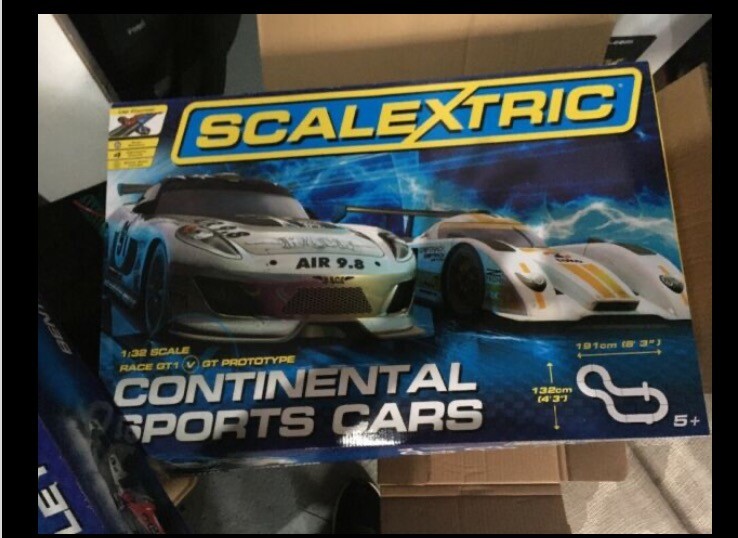 SCALEXTRIC
AIR 9.8
1:32 SCALE
RACE GT1 V GT PROTOTYPE
CONTINENTAL
SPORTS CARS
191cm (6' 3")
132cm
(4'3")
5+